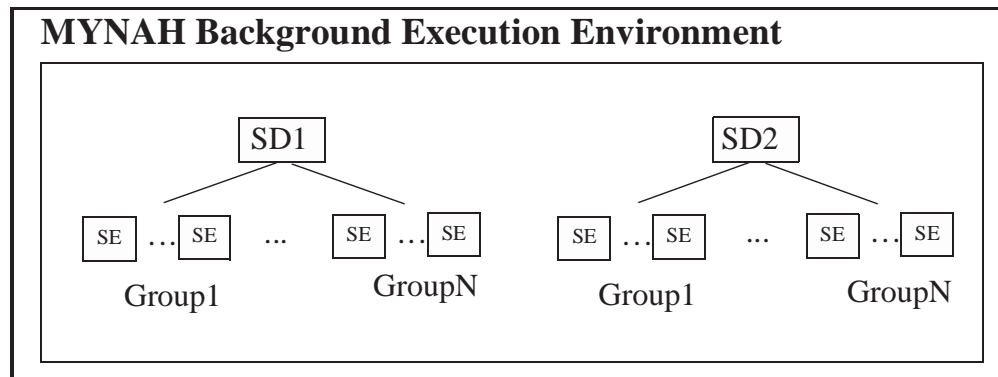 MYNAH Background Execution Environment
SD1 SD2
SE ... SE ... SE ... SE SE ... SE ... SE ... SE
Group1 GroupN Group1 GroupN